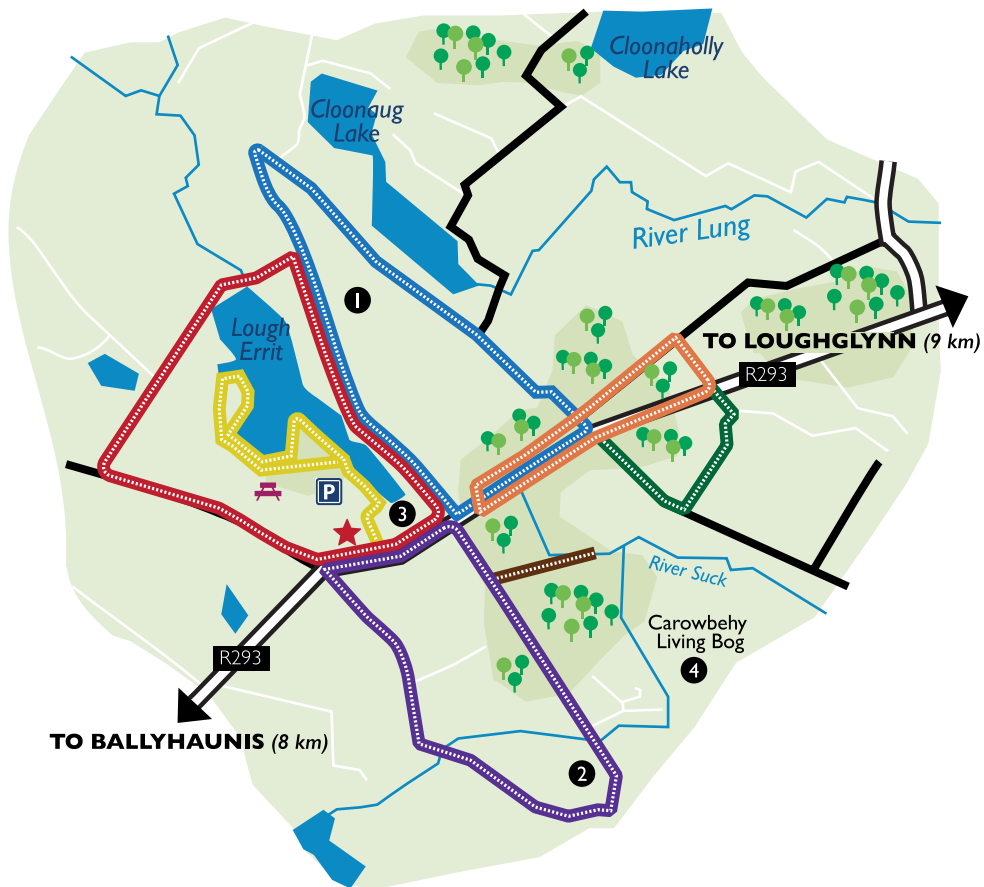 Cloonaholly
Lake
Cloonaug
Lake
River Lung
1
Lough
Errit
TO LOUGHGLYNN (9 km)
R293
P
3
River Suck
Carowbehy
Living Bog
4
R293
TO BALLYHAUNIS (8 km)
2